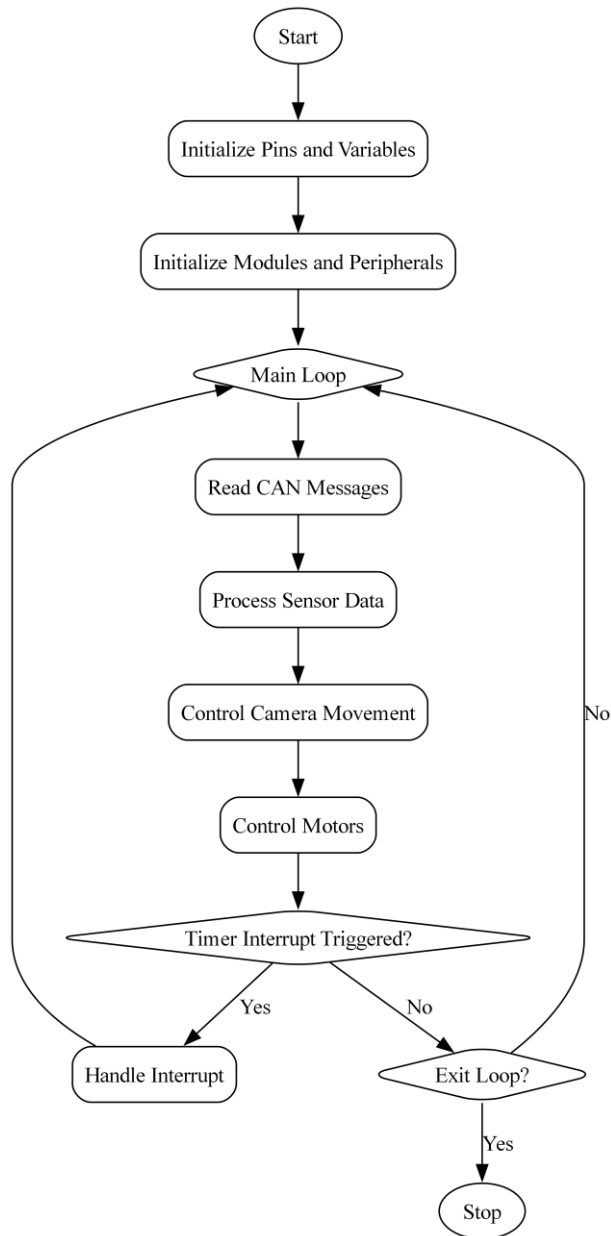 Start
Initialize Pins and Variables
Initialize Modules and Peripherals
Main Loop
Read CAN Messages
Process Sensor Data
Control Camera Movement
No
Control Motors
Timer Interrupt Triggered?
Yes
No
Handle Interrupt
Exit Loop?
Yes
Stop